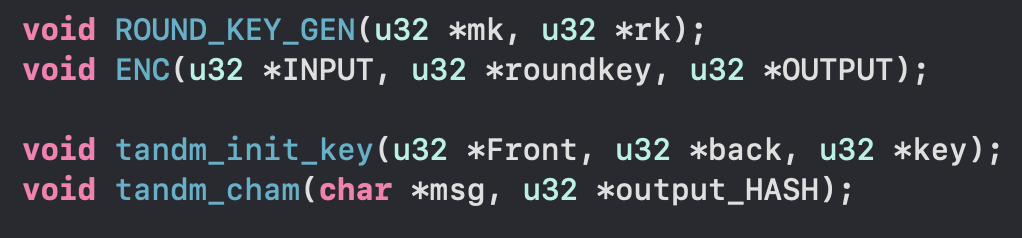 void ROUND_KEY_GEN(u32 *mk, u32 *rk);
void ENC(u32 *INPUT, u32 *roundkey, u32 *OUTPUT);
void tandm_init_key(u32 *Front, u32 *back, u32 *key);
void tandm_cham(char *msg, u32 *output_HASH);